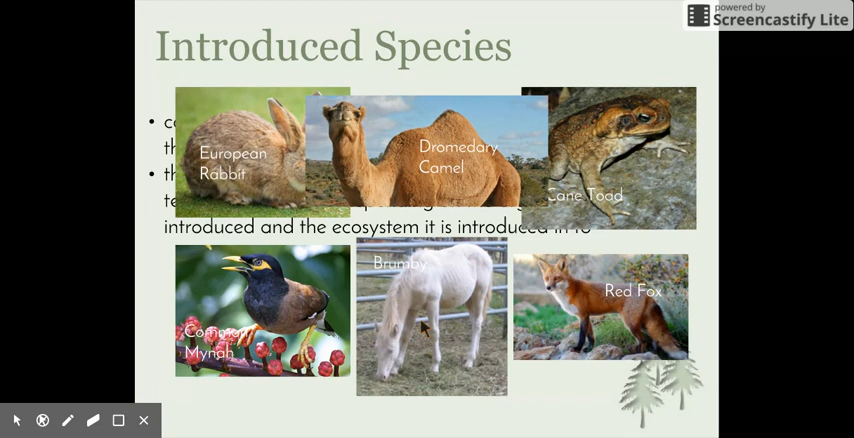 powered by
Screencastify Lite
Introduced Species
European
Rabbit
Dromedary
Camel
Cane Toad
introduced and the ecosystem it is introduced in to
Common
Mynah
Brumby
Red Fox